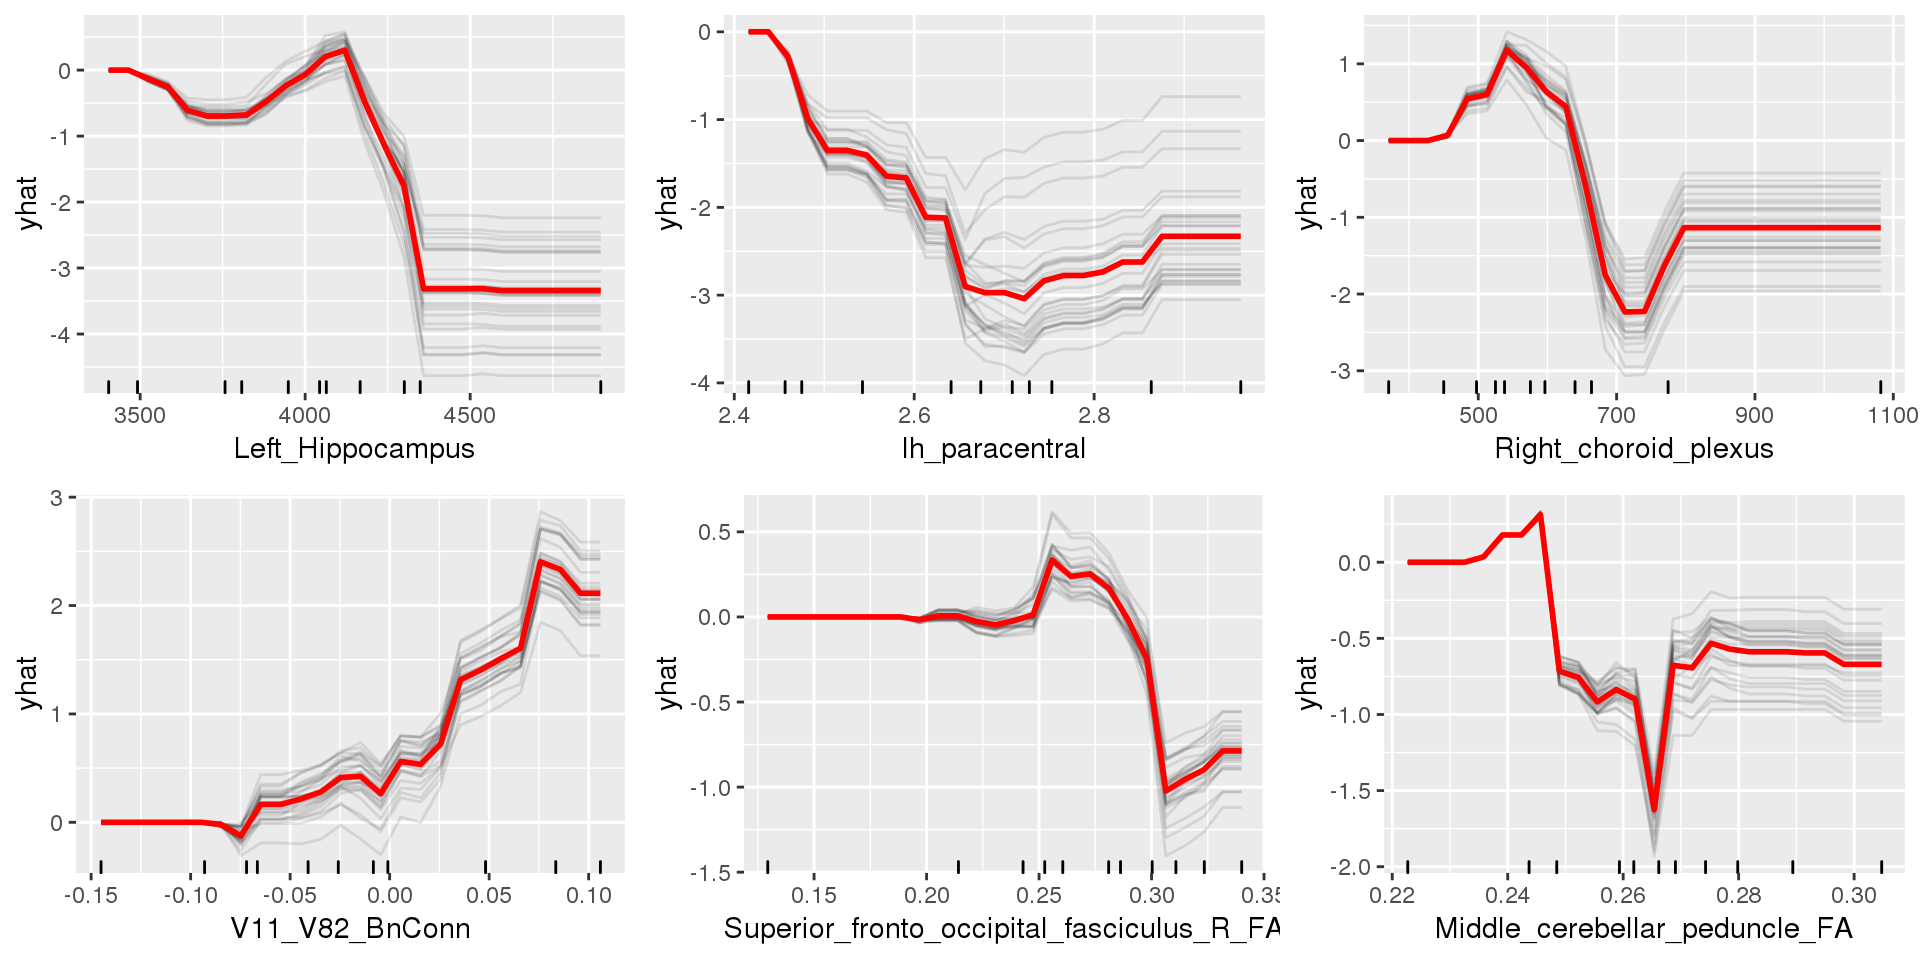 yhat
0
-1
-2
-3
-4
3500 4000 4500
Left_Hippocampus
yhat
0
-1
-2
-3
-4
2.4 2.6 2.8
lh_paracentral
yhat
1
0
-1
-2
-3
500 700 900 1100
Right_choroid_plexus
yhat
3
2
1
0
-0.15 -0.10 -0.05 0.00 0.05 0.10
V11_V82_BnConn
yhat
0.5
0.0
-0.5
-1.0
-1.5
0.15 0.20 0.25 0.30 0.35
Superior_fronto_occipital_fasciculus_R_FA
yhat
0.0
-0.5
-1.0
-1.5
-2.0
0.22 0.24 0.26 0.28 0.30
Middle_cerebellar_peduncle_FA